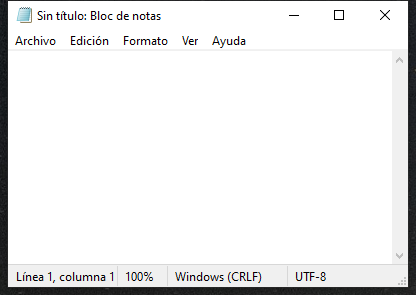 Sin título: Bloc de notas
Archivo Edición Formato Ver Ayuda
Línea 1, columna 1 100% Windows (CRLF) UTF-8